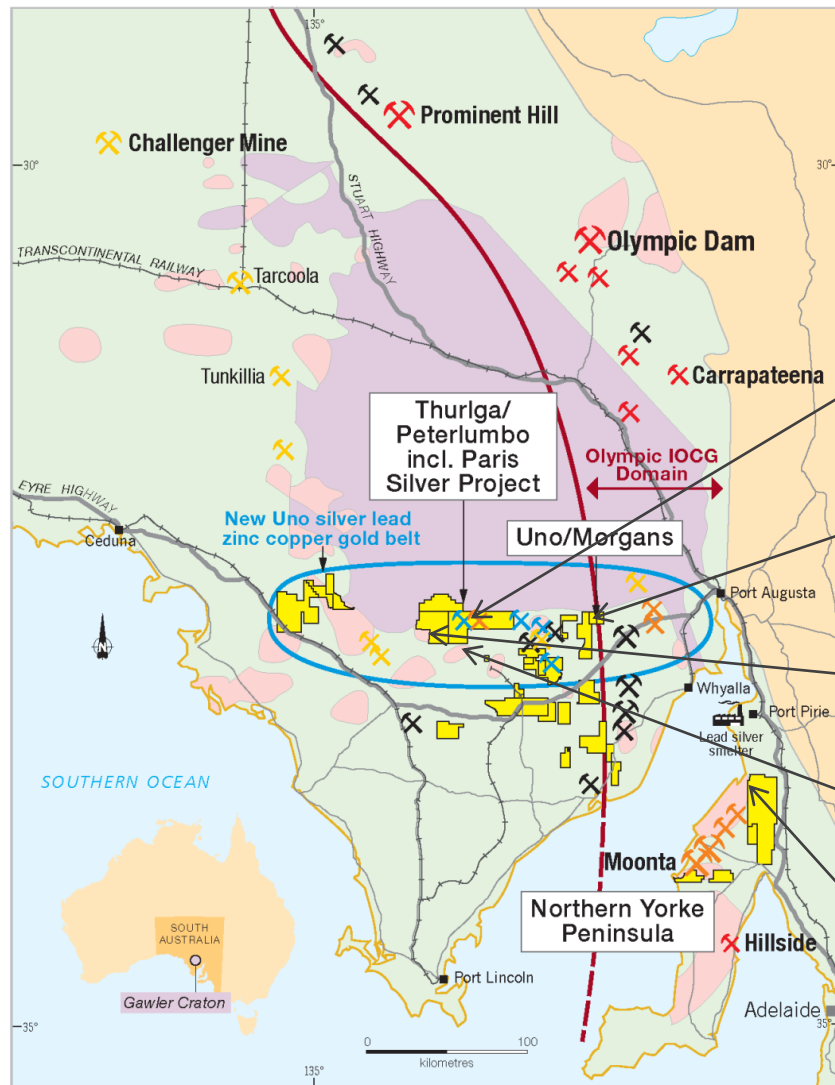 135°
Prominent Hill
Challenger Mine
30°
30°
STUART HIGHWAY
Olympic Dam
TRANSCONTINENTAL RAILWAY
Tarcoola
Tunkillia
Carrapateena
Thurlga/
Peterlumbo
incl. Paris
Silver Project
Olympic IOCG
Domain
EYRE HIGHWAY
New Uno silver lead
zinc copper gold belt
Uno/Morgans
Ceduna
Port Augusta
N
Whyalla
Port Pirie
Lead silver
smelter
SOUTHERN OCEAN
Moonta
Northern Yorke
Peninsula
Hillside
SOUTH
AUSTRALIA
Port Lincoln
Gawler Craton
Adelaide
35°
35°
0
100
kilometres
135°